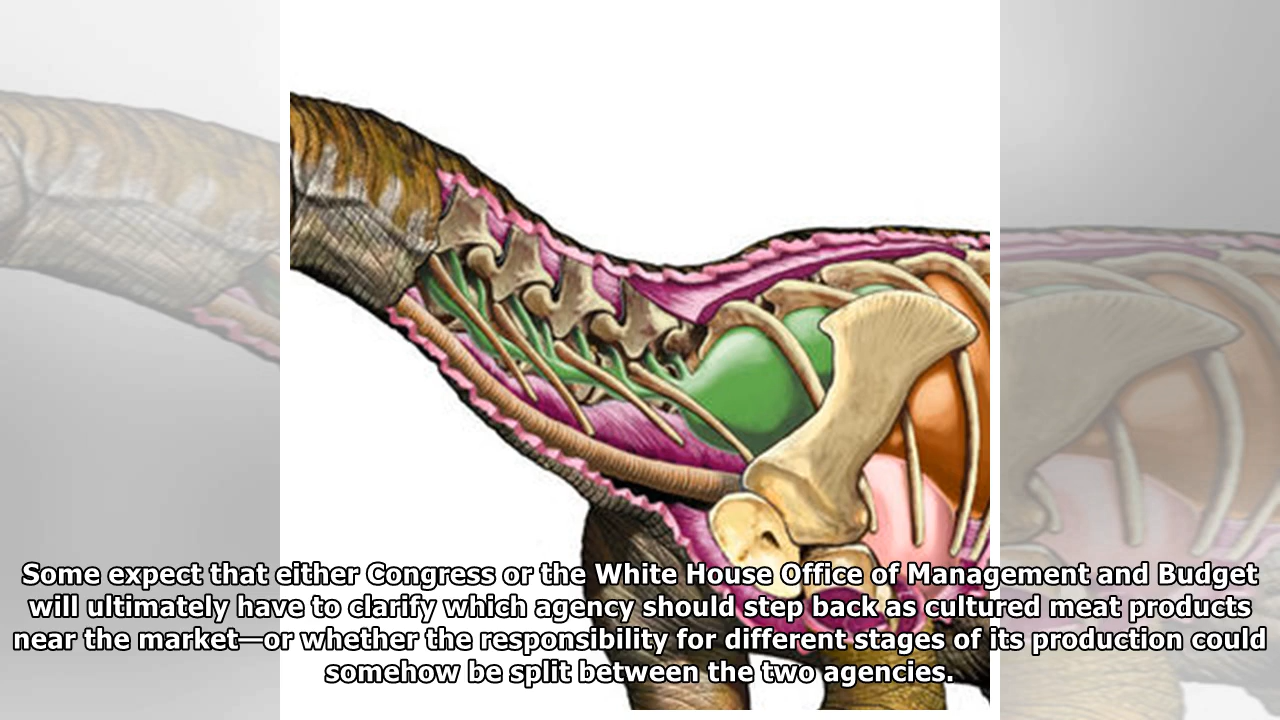 Some expect that either Congress or the White House Office of Management and Budget
will ultimately have to clarify which agency should step back as cultured meat products
near the market—or whether the responsibility for different stages of its production could
somehow be split between the two agencies.